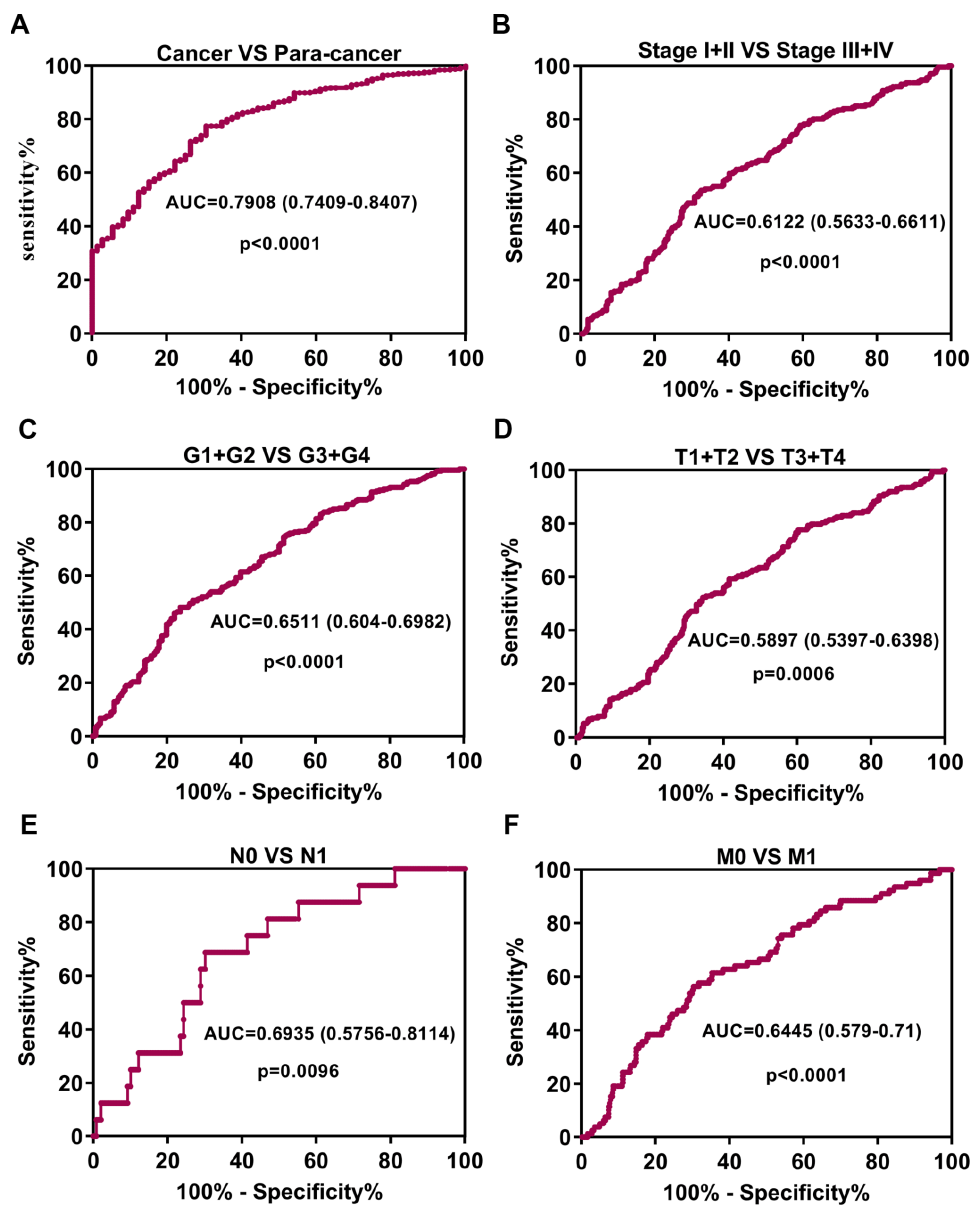 A
Cancer VS Para-cancer
100
80
60
40
20
0
sensitivity%
AUC=0.7908 (0.7409-0.8407)
p<0.0001
0 20 40 60 80 100
100% - Specificity%
B
Stage I+II VS Stage III+IV
100
80
60
40
20
0
Sensitivity%
AUC=0.6122 (0.5633-0.6611)
p<0.0001
0 20 40 60 80 100
100% - Specificity%
C
G1+G2 VS G3+G4
100
80
60
40
20
0
Sensitivity%
AUC=0.6511 (0.604-0.6982)
p<0.0001
0 20 40 60 80 100
100% - Specificity%
D
T1+T2 VS T3+T4
100
80
60
40
20
0
Sensitivity%
AUC=0.5897 (0.5397-0.6398)
p=0.0006
0 20 40 60 80 100
100% - Specificity%
E
N0 VS N1
100
80
60
40
20
0
Sensitivity%
AUC=0.6935 (0.5756-0.8114)
p=0.0096
0 20 40 60 80 100
100% - Specificity%
F
M0 VS M1
100
80
60
40
20
0
Sensitivity%
AUC=0.6445 (0.579-0.71)
p<0.0001
0 20 40 60 80 100
100% - Specificity%